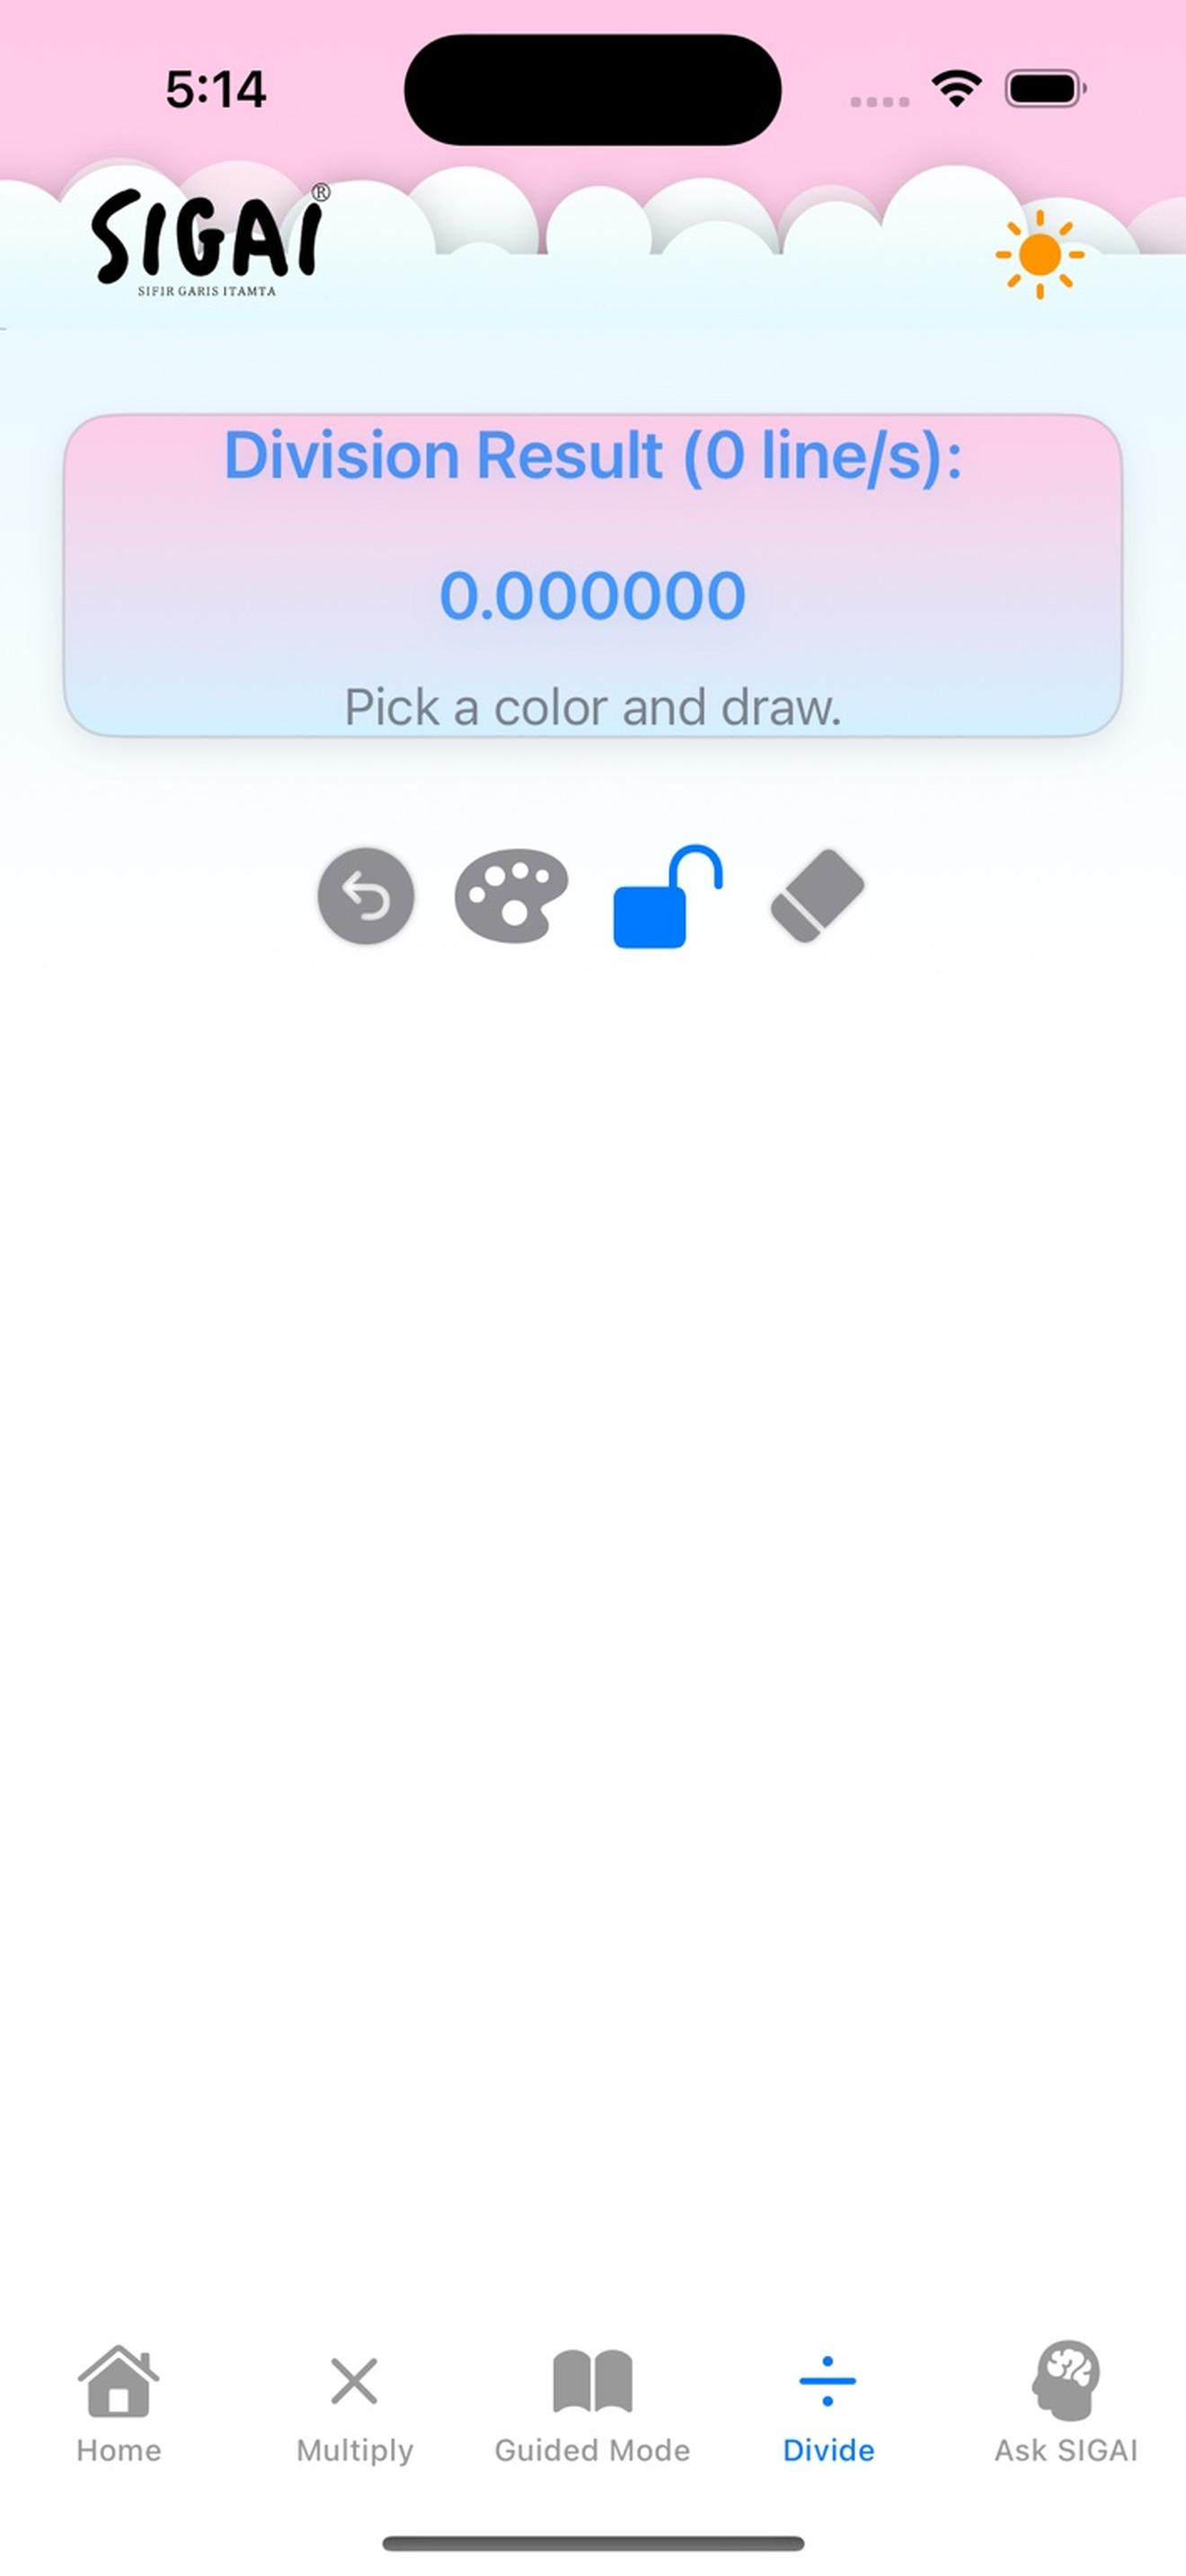 5:14
SIGAI®
SIFIR GARIS ITAMTA
Division Result (0 line/s):
0.000000
Pick a color and draw.
Home
Multiply
Guided Mode
Divide
Ask SIGAI